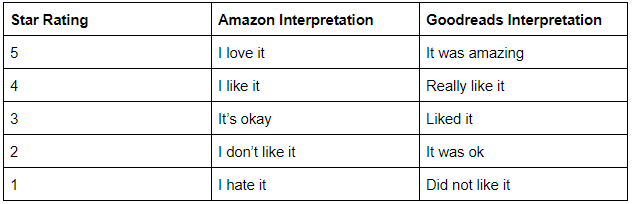 Star Rating Amazon Interpretation Goodreads Interpretation
5 I love it It was amazing
4 I like it Really like it
3 It’s okay Liked it
2 I don’t like it It was ok
1 I hate it Did not like it